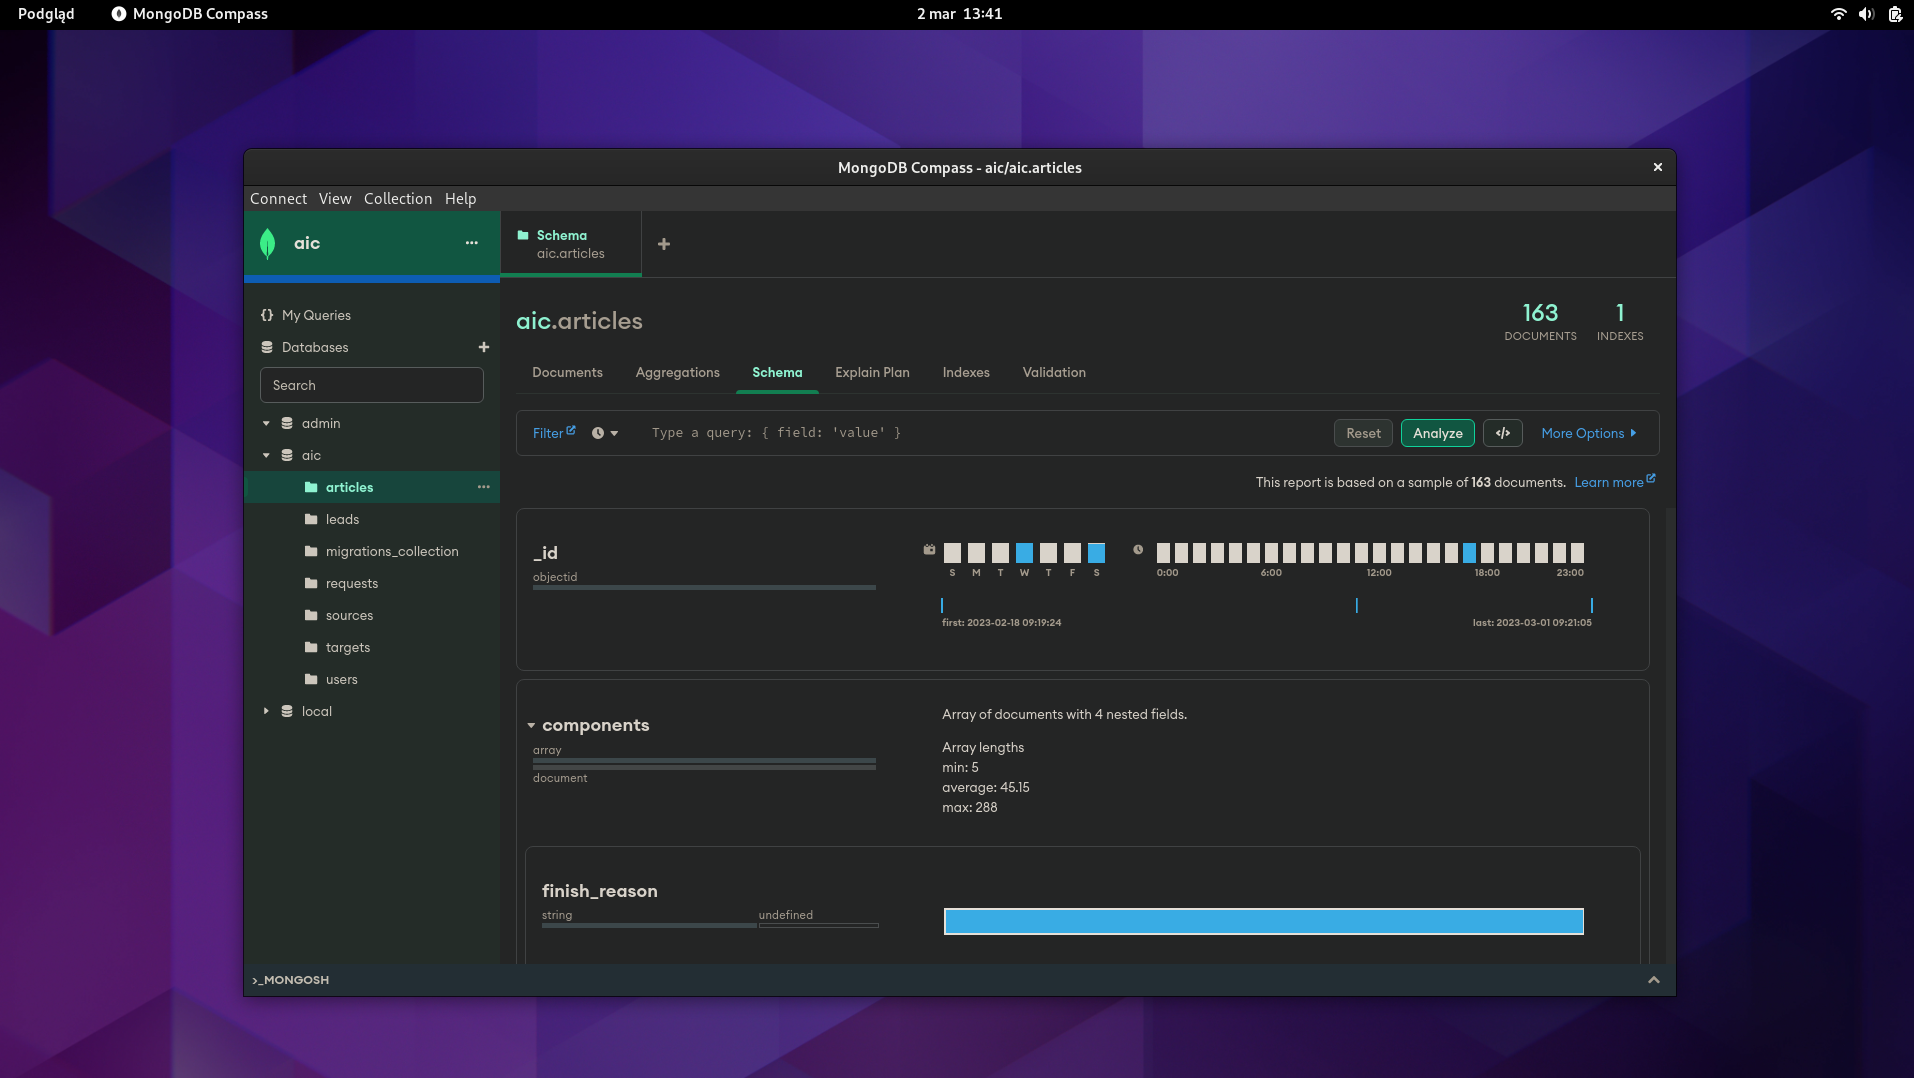 Podgląd
MongoDB Compass
2 mar 13:41
MongoDB Compass - aic/aic.articles
Connect View Collection Help
aic
Schema
aic.articles
My Queries
Databases
Search
admin
aic
articles
leads
migrations_collection
requests
sources
targets
users
local
aic.articles
163
DOCUMENTS
1
INDEXES
Documents Aggregations Schema Explain Plan Indexes Validation
Filter
Type a query: { field: 'value' }
Reset
Analyze
</>
More Options
This report is based on a sample of 163 documents. Learn more
_id
objectid
S M T W T F S
0:00 6:00 12:00 18:00 23:00
first: 2023-02-18 09:19:24
last: 2023-03-01 09:21:05
components
array
document
Array of documents with 4 nested fields.
Array lengths
min: 5
average: 45.15
max: 288
finish_reason
string
undefined
>_MONGOSH